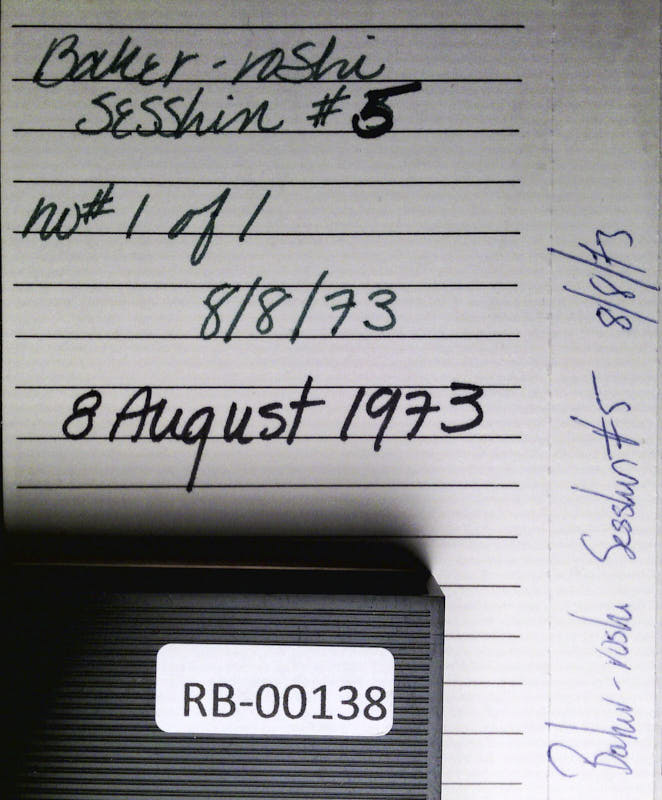 Baker-roshi
Sesshin #5
no# 1 of 1
8/8/73
8 August 1973
RB-00138
Baker-roshi Sesshin #5 8/8/73